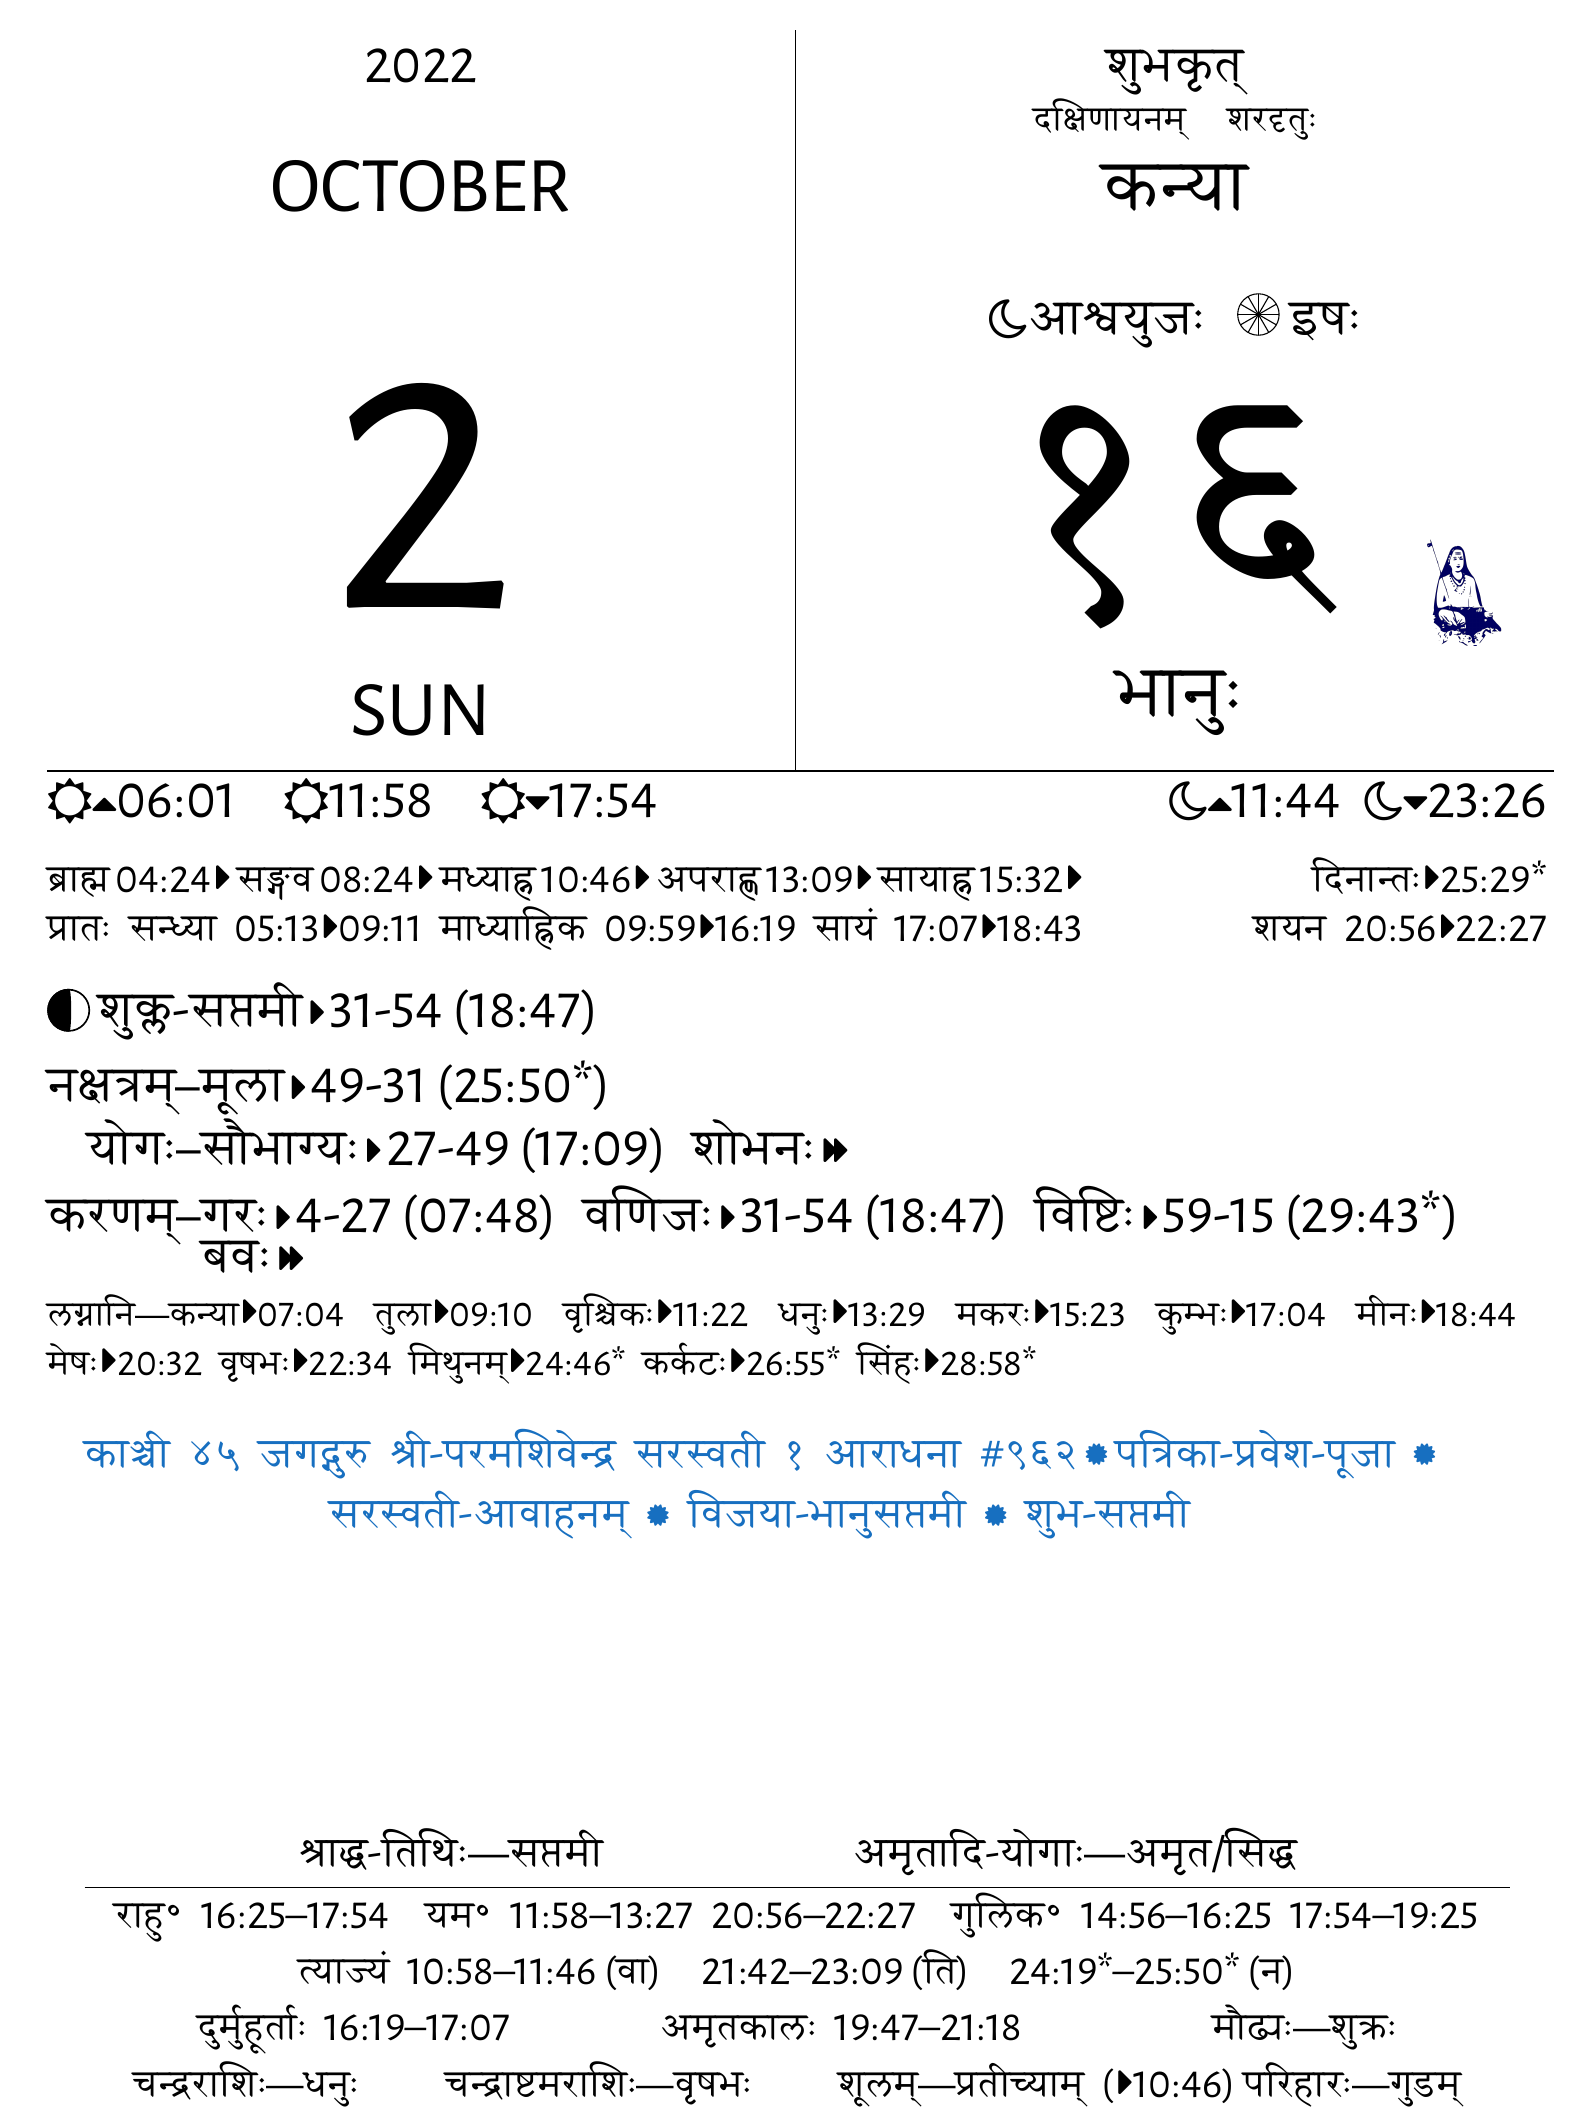 2022
OCTOBER
2
SUN
शुभकृत्
दक्षिणायनम् शरदृतुः
कन्या
आश्वयुजः इषः
१६
भानुः
06:01 11:58 17:54 11:44 23:26
ब्राह्म 04:24 सङ्गव 08:24 मध्याह्न 10:46 अपराह्ण 13:09 सायाह्न 15:32 दिनान्तः 25:29*
प्रातः सन्ध्या 05:13 09:11 माध्याह्निक 09:59 16:19 सायं 17:07 18:43 शयन 20:56 22:27
शुक्ल-सप्तमी 31-54 (18:47)
नक्षत्रम्–मूला 49-31 (25:50*)
योगः–सौभाग्यः 27-49 (17:09) शोभनः
करणम्–गरः 4-27 (07:48) वणिजः 31-54 (18:47) विष्टिः 59-15 (29:43*)
बवः
लग्नानि—कन्या 07:04 तुला 09:10 वृश्चिकः 11:22 धनुः 13:29 मकरः 15:23 कुम्भः 17:04 मीनः 18:44
मेषः 20:32 वृषभः 22:34 मिथुनम् 24:46* कर्कटः 26:55* सिंहः 28:58*
काञ्ची ४५ जगद्गुरु श्री-परमशिवेन्द्र सरस्वती १ आराधना #९६२ पत्रिका-प्रवेश-पूजा
सरस्वती-आवाहनम् विजया-भानुसप्तमी शुभ-सप्तमी
श्राद्ध-तिथिः—सप्तमी अमृतादि-योगाः—अमृत/सिद्ध
राहु॰ 16:25–17:54 यम॰ 11:58–13:27 20:56–22:27 गुलिक॰ 14:56–16:25 17:54–19:25
त्याज्यं 10:58–11:46 (वा) 21:42–23:09 (ति) 24:19*–25:50* (न)
दुर्मुहूर्ताः 16:19–17:07 अमृतकालः 19:47–21:18 मौढ्यः—शुक्रः
चन्द्रराशिः—धनुः चन्द्राष्टमराशिः—वृषभः शूलम्—प्रतीच्याम् (10:46) परिहारः—गुडम्